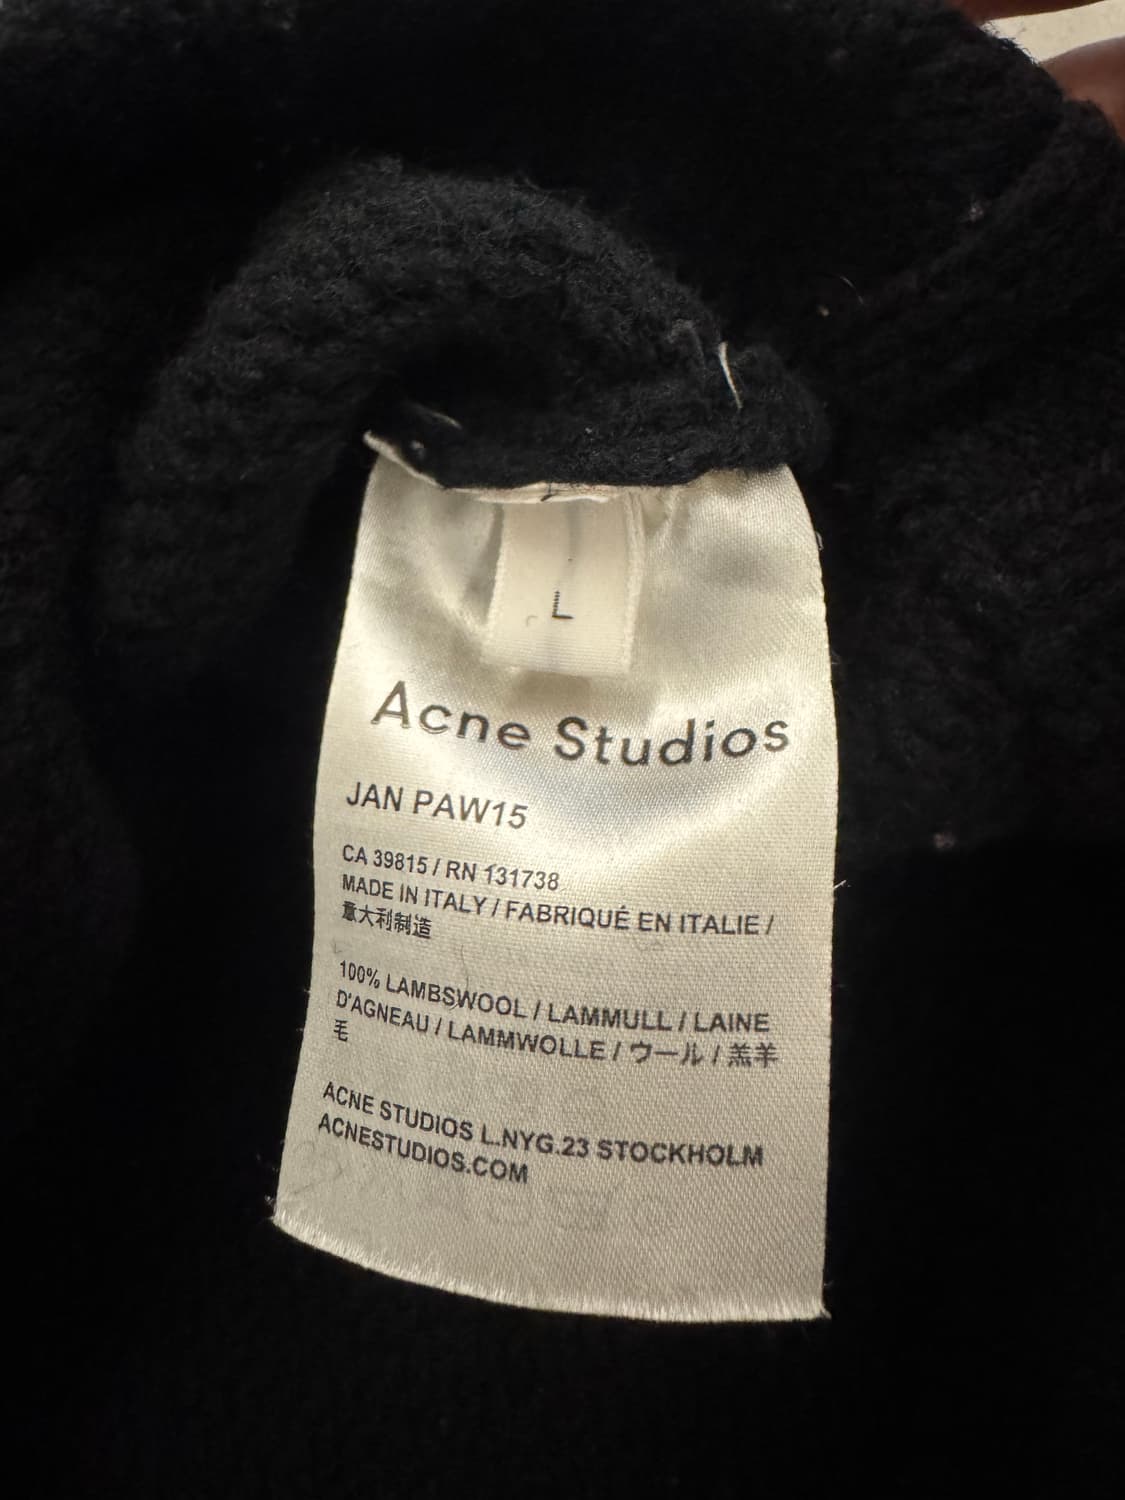 L
Acne Studios
JAN PAW15
CA 39815 / RN 131738
MADE IN ITALY / FABRIQUÉ EN ITALIE /
意大利制造
100% LAMBSWOOL / LAMMULL / LAINE
D'AGNEAU / LAMMWOLLE / ウール / 羔羊
毛
ACNE STUDIOS L.NYG.23 STOCKHOLM
ACNESTUDIOS.COM